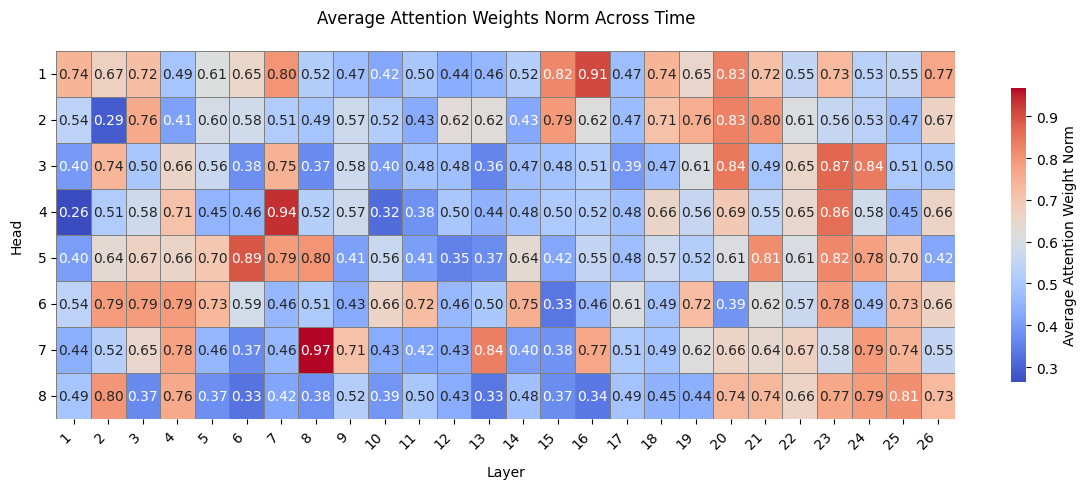 Average Attention Weights Norm Across Time
1 0.74 0.67 0.72 0.49 0.61 0.65 0.80 0.52 0.47 0.42 0.50 0.44 0.46 0.52 0.82 0.91 0.47 0.74 0.65 0.83 0.72 0.55 0.73 0.53 0.55 0.77
2 0.54 0.29 0.76 0.41 0.60 0.58 0.51 0.49 0.57 0.52 0.43 0.62 0.62 0.43 0.79 0.62 0.47 0.71 0.76 0.83 0.80 0.61 0.56 0.53 0.47 0.67
3 0.40 0.74 0.50 0.66 0.56 0.38 0.75 0.37 0.58 0.40 0.48 0.48 0.36 0.47 0.48 0.51 0.39 0.47 0.61 0.84 0.49 0.65 0.87 0.84 0.51 0.50
4 0.26 0.51 0.58 0.71 0.45 0.46 0.94 0.52 0.57 0.32 0.38 0.50 0.44 0.48 0.50 0.52 0.48 0.66 0.56 0.69 0.55 0.65 0.86 0.58 0.45 0.66
5 0.40 0.64 0.67 0.66 0.70 0.89 0.79 0.80 0.41 0.56 0.41 0.35 0.37 0.64 0.42 0.55 0.48 0.57 0.52 0.61 0.81 0.61 0.82 0.78 0.70 0.42
6 0.54 0.79 0.79 0.79 0.73 0.59 0.46 0.51 0.43 0.66 0.72 0.46 0.50 0.75 0.33 0.46 0.61 0.49 0.72 0.39 0.62 0.57 0.78 0.49 0.73 0.66
7 0.44 0.52 0.65 0.78 0.46 0.37 0.46 0.97 0.71 0.43 0.42 0.43 0.84 0.40 0.38 0.77 0.51 0.49 0.62 0.66 0.64 0.67 0.58 0.79 0.74 0.55
8 0.49 0.80 0.37 0.76 0.37 0.33 0.42 0.38 0.52 0.39 0.50 0.43 0.33 0.48 0.37 0.34 0.49 0.45 0.44 0.74 0.74 0.66 0.77 0.79 0.81 0.73
1 2 3 4 5 6 7 8 9 10 11 12 13 14 15 16 17 18 19 20 21 22 23 24 25 26
Head
Layer
0.9
0.8
0.7
0.6
0.5
0.4
0.3
Average Attention Weight Norm